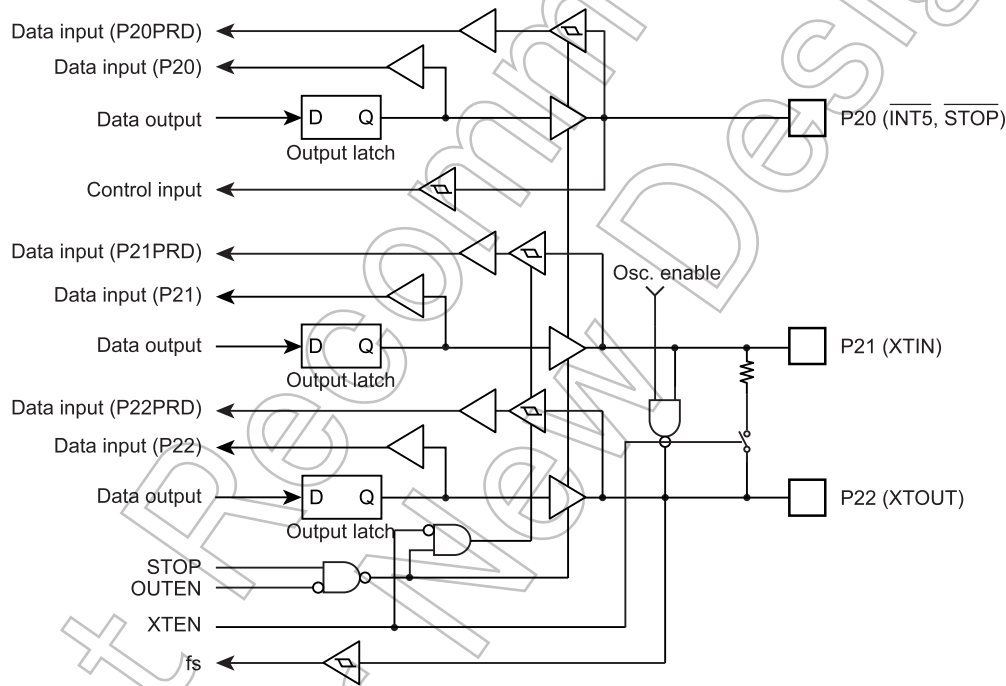 Data input (P20PRD)
Data input (P20)
Data output
D Q
Output latch
P20 (INT5, STOP)
Control input
Data input (P21PRD)
Osc. enable
Data input (P21)
Data output
D Q
Output latch
P21 (XTIN)
Data input (P22PRD)
Data input (P22)
Data output
D Q
Output latch
P22 (XTOUT)
STOP
OUTEN
XTEN
fs